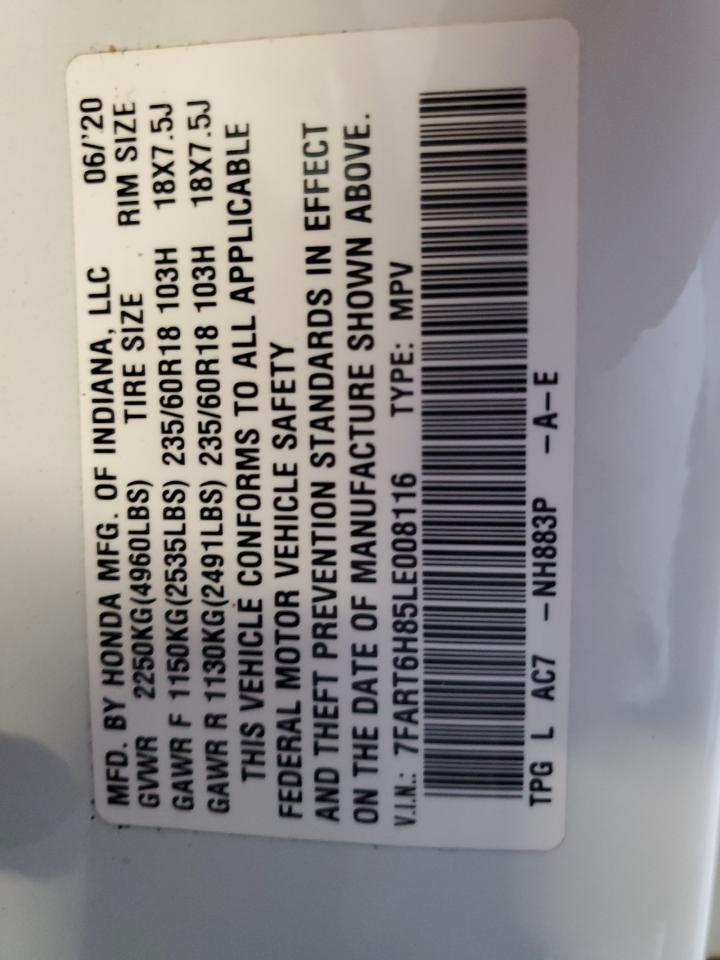 MFD. BY HONDA MFG. OF INDIANA, LLC 06/'20
GVWR 2250KG(4960LBS) TIRE SIZE RIM SIZE
GAWR F 1150KG(2535LBS) 235/60R18 103H 18X7.5J
GAWR R 1130KG(2491LBS) 235/60R18 103H 18X7.5J
THIS VEHICLE CONFORMS TO ALL APPLICABLE
FEDERAL MOTOR VEHICLE SAFETY
AND THEFT PREVENTION STANDARDS IN EFFECT
ON THE DATE OF MANUFACTURE SHOWN ABOVE.
V.I.N.: 7FART6H85LE008116 TYPE: MPV
TPG L AC7 -NH883P -A-E